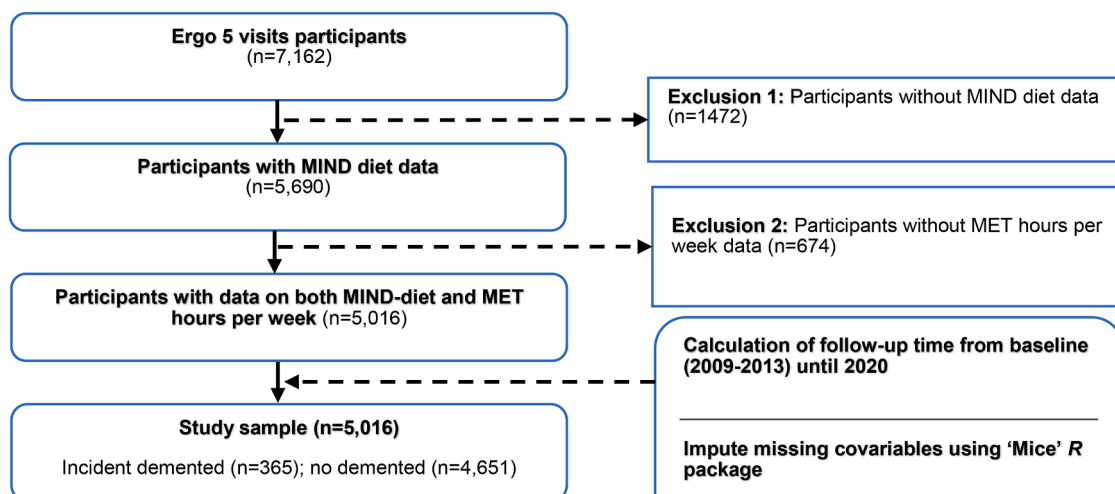 Ergo 5 visits participants
(n=7,162)
Exclusion 1: Participants without MIND diet data
(n=1472)
Participants with MIND diet data
(n=5,690)
Exclusion 2: Participants without MET hours per
week data (n=674)
Participants with data on both MIND-diet and MET
hours per week (n=5,016)
Calculation of follow-up time from baseline
(2009-2013) until 2020
Impute missing covariables using ‘Mice’ R
package
Study sample (n=5,016)
Incident demented (n=365); no demented (n=4,651)